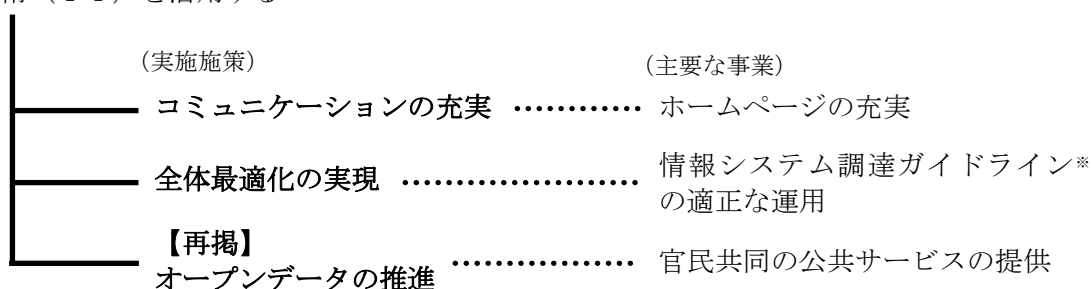 (実施施策) (主要な事業)
コミュニケーションの充実 ………… ホームページの充実
全体最適化の実現 …………………… 情報システム調達ガイドライン※
の適正な運用
【再掲】
オープンデータの推進 ……………… 官民共同の公共サービスの提供